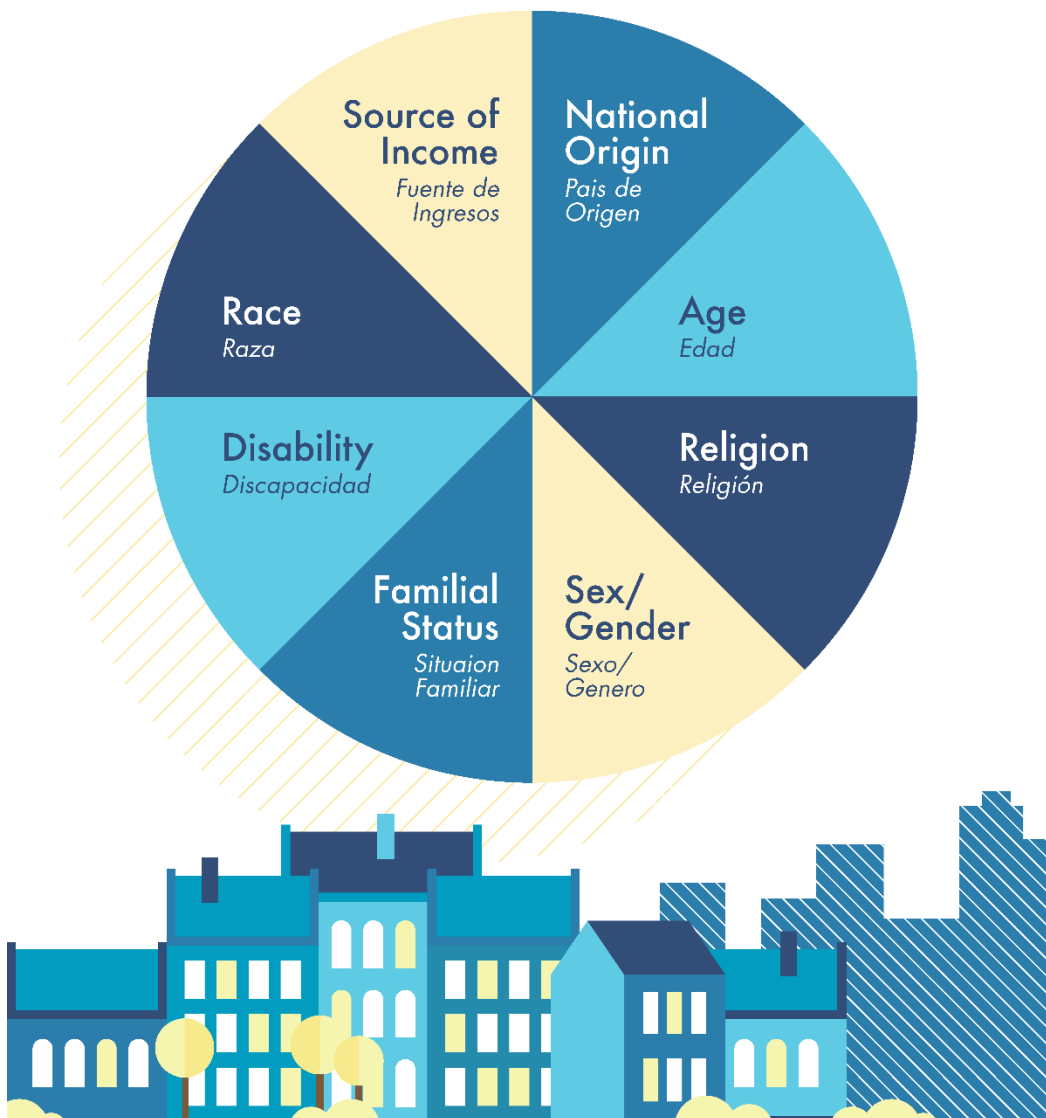 Source of
Income
Fuente de
Ingresos
National
Origin
Pais de
Origen
Race
Raza
Age
Edad
Disability
Discapacidad
Religion
Religión
Familial
Status
Situaion
Familiar
Sex/
Gender
Sexo/
Genero